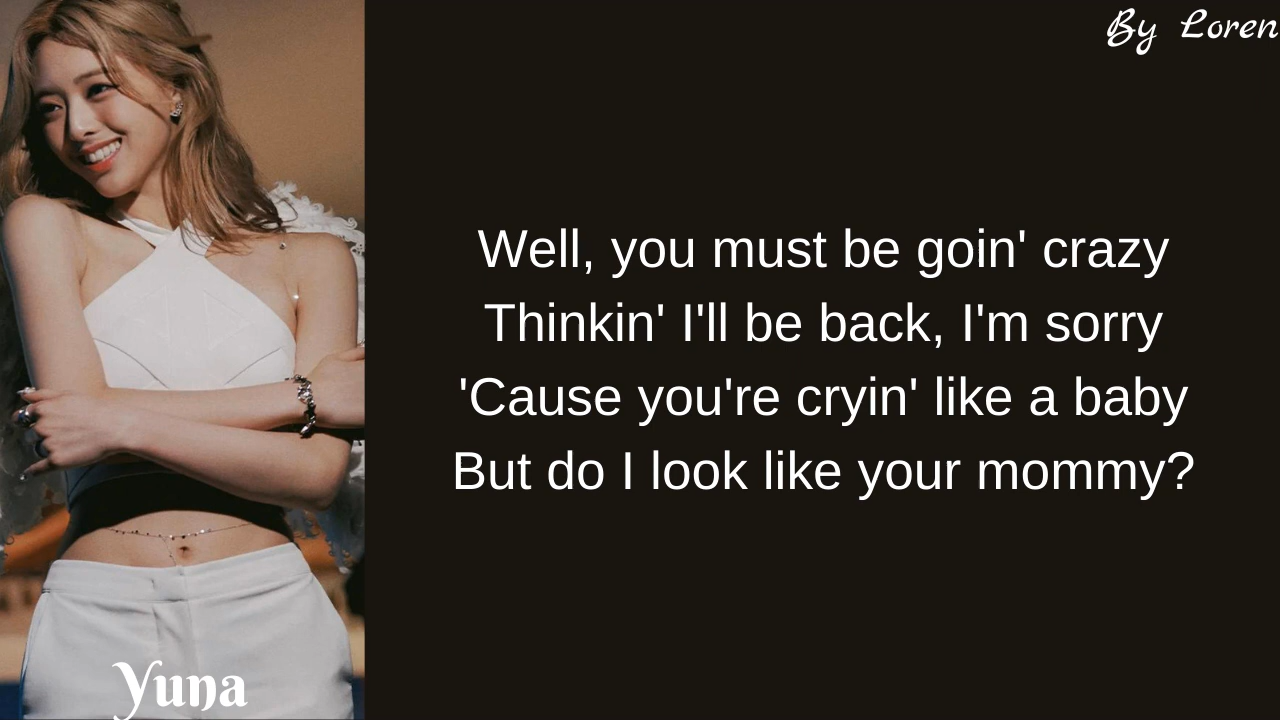 By Loren
Well, you must be goin' crazy
Thinkin' I'll be back, I'm sorry
'Cause you're cryin' like a baby
But do I look like your mommy?
Yuna